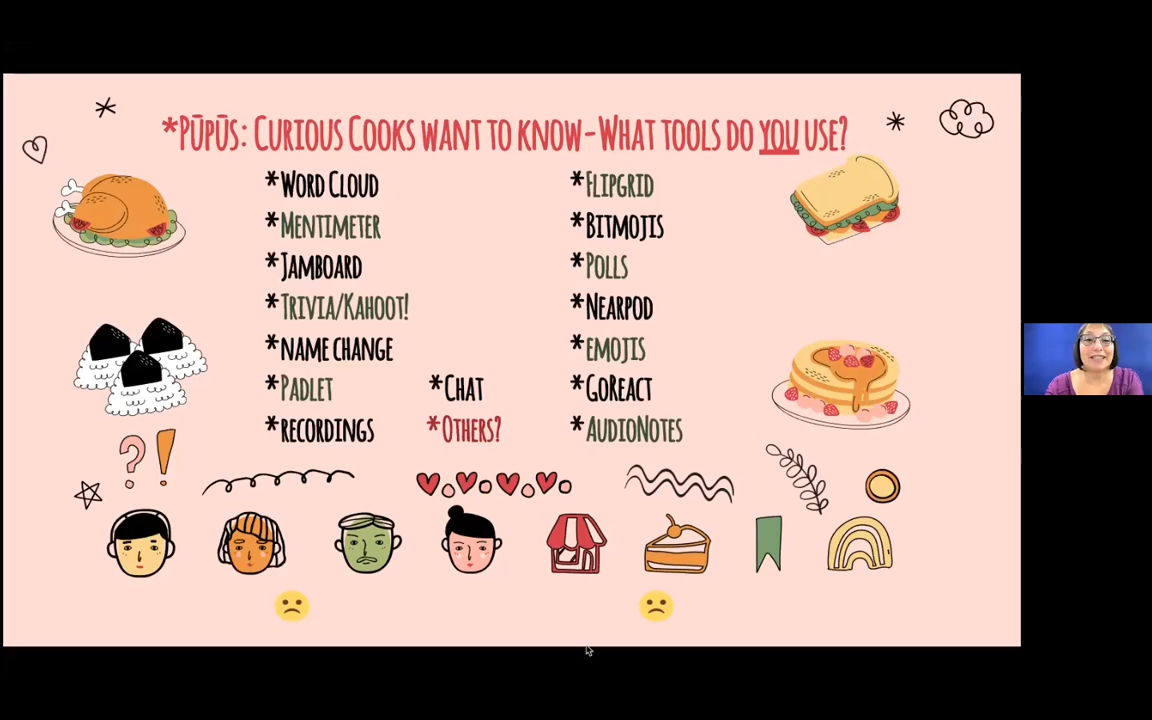 *Pūpūs: Curious Cooks want to know-What tools do you use?
*Word Cloud
*Mentimeter
*Jamboard
*Trivia/Kahoot!
*name change
*Padlet
*recordings
*Chat
*Others?
*Flipgrid
*Bitmojis
*Polls
*Nearpod
*emojis
*GoReact
*AudioNotes